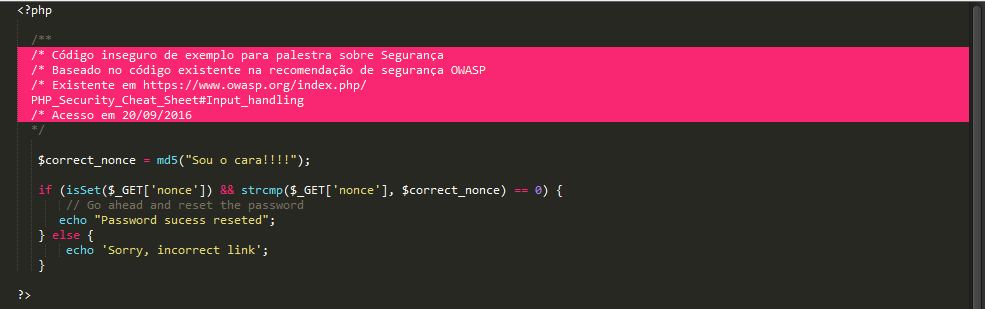 <?php
/**
/* Código inseguro de exemplo para palestra sobre Segurança
/* Baseado no código existente na recomendação de segurança OWASP
/* Existente em https://www.owasp.org/index.php/
PHP_Security_Cheat_Sheet#Input_handling
/* Acesso em 20/09/2016
*/
$correct_nonce = md5("Sou o cara!!!!");
if (isSet($_GET['nonce']) && strcmp($_GET['nonce'], $correct_nonce) == 0) {
// Go ahead and reset the password
echo "Password sucess reseted";
} else {
echo 'Sorry, incorrect link';
}
?>